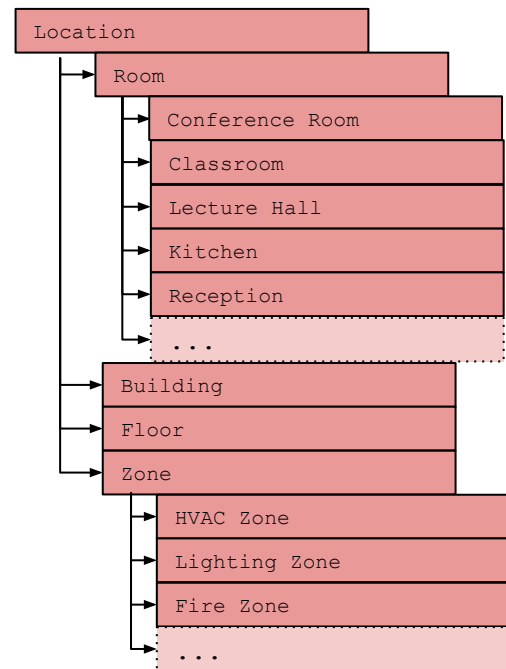 Location
Room
Conference Room
Classroom
Lecture Hall
Kitchen
Reception
...
Building
Floor
Zone
HVAC Zone
Lighting Zone
Fire Zone
...